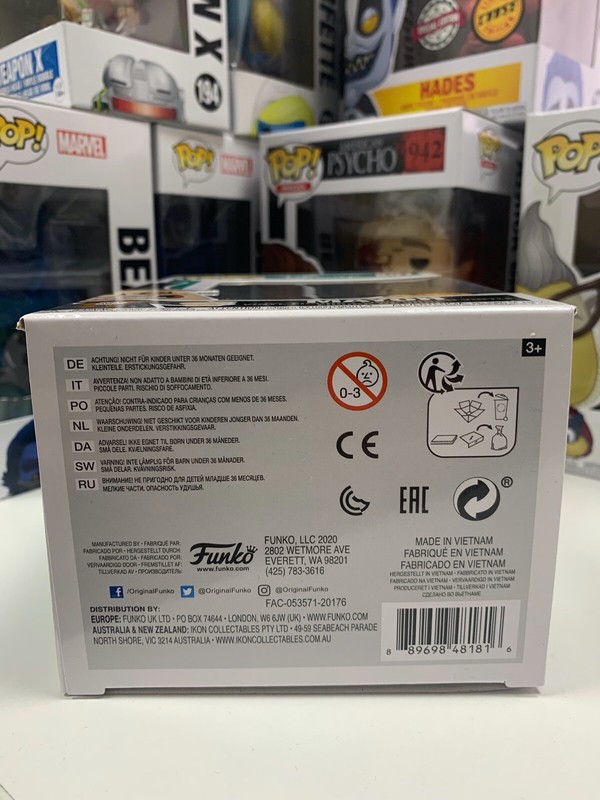 WEAPON X
N X
194
CHASE
HADES
POP!
MARVEL
POP!
MARVEL
POP!
AMERICAN
PSYCHO
942
POP!
BE
3+
DE ACHTUNG! NICHT FÜR KINDER UNTER 36 MONATEN GEEIGNET.
KLEINTEILE. ERSTICKUNGSGEFAHR.
IT AVVERTENZA! NON ADATTO A BAMBINI DI ETÀ INFERIORE A 36 MESI.
PICCOLE PARTI. RISCHIO DI SOFFOCAMENTO.
PO ATENÇÃO! CONTRA-INDICADO PARA CRIANÇAS COM MENOS DE 36 MESES.
PEQUENAS PARTES. RISCO DE ASFIXIA.
NL WAARSCHUWING! NIET GESCHIKT VOOR KINDEREN JONGER DAN 36 MAANDEN.
KLEINE ONDERDELEN. VERSTIKKINGSGEVAAR.
DA ADVARSEL! IKKE EGNET TIL BØRN UNDER 36 MÅNEDER.
SMÅ DELE. KVÆLNINGSFARE.
SW VARNING! INTE LÄMPLIG FÖR BARN UNDER 36 MÅNADER.
SMÅ DELAR. KVÄVNINGSRISK.
RU ВНИМАНИЕ! НЕ ПРИГОДНО ДЛЯ ДЕТЕЙ МЛАДШЕ 36 МЕСЯЦЕВ.
МЕЛКИЕ ЧАСТИ. ОПАСНОСТЬ УДУШЬЯ.
0-3
CE
EAC
®
MANUFACTURED BY • FABRIQUÉ PAR
FABRICADO POR • HERGESTELLT DURCH
FABBRICATO DA • FABRICADO POR
VERVAARDIGD DOOR • FREMSTILLET AF
TILLVERKAD AV • ПРОИЗВОДИТЕЛЬ
Funko
www.funko.com
FUNKO, LLC 2020
2802 WETMORE AVE
EVERETT, WA 98201
(425) 783-3616
/OriginalFunko @OriginalFunko @OriginalFunko
FAC-053571-20176
DISTRIBUTION BY:
EUROPE: FUNKO UK LTD • PO BOX 74644 • LONDON, W6 6JW (UK) • WWW.FUNKO.COM
AUSTRALIA & NEW ZEALAND: IKON COLLECTABLES PTY LTD • 49-59 SEABEACH PARADE
NORTH SHORE, VIC 3214 AUSTRALIA • WWW.IKONCOLLECTABLES.COM.AU
MADE IN VIETNAM
FABRIQUÉ EN VIETNAM
FABRICADO EN VIETNAM
HERGESTELLT IN VIETNAM • FABBRICATO IN VIETNAM
FABRICADO NA VIETNAM • VERVAARDIGD IN VIETNAM
PRODUCERET I VIETNAM • TILLVERKAD I VIETNAM
СДЕЛАНО ВО ВЬЕТНАМЕ
8 89698 48181 6